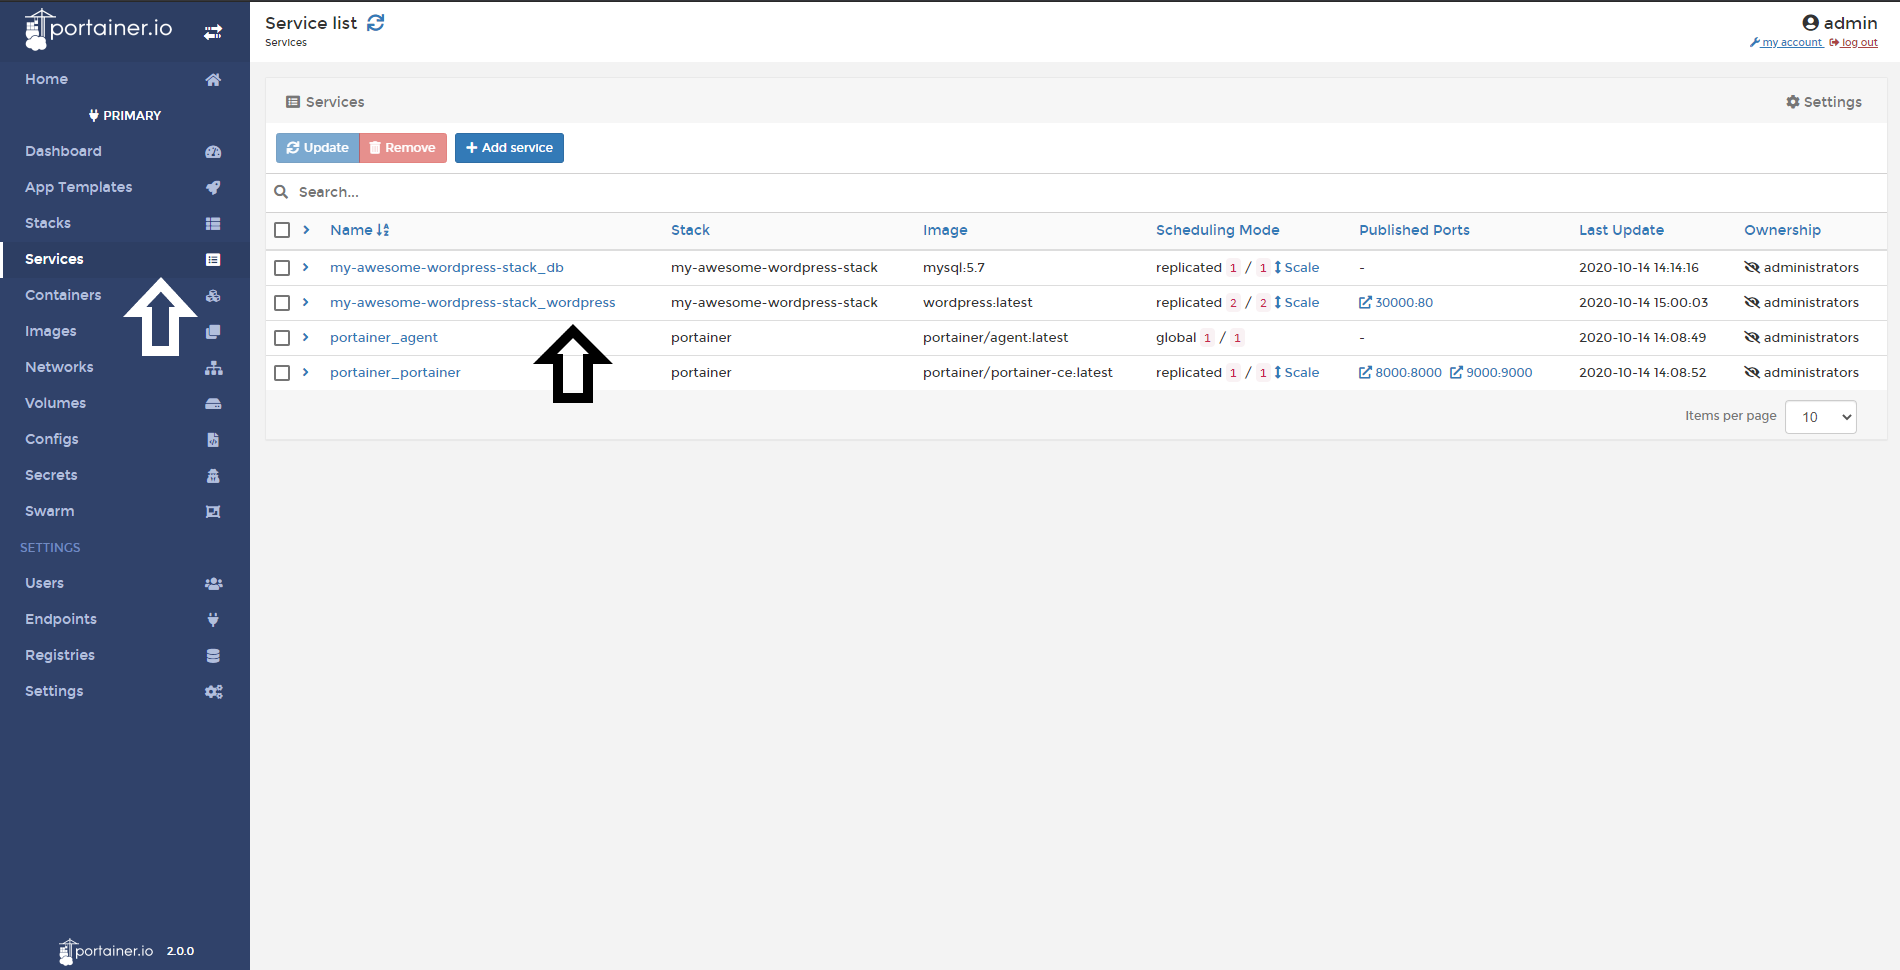 portainer.io
Home
PRIMARY
Dashboard
App Templates
Stacks
Services
Containers
Images
Networks
Volumes
Configs
Secrets
Swarm
SETTINGS
Users
Endpoints
Registries
Settings
portainer.io 2.0.0
Service list
Services
admin
my account log out
Services Settings
Update Remove Add service
Search...
Name Stack Image Scheduling Mode Published Ports Last Update Ownership
my-awesome-wordpress-stack_db my-awesome-wordpress-stack mysql:5.7 replicated 1 / 1 Scale - 2020-10-14 14:14:16 administrators
my-awesome-wordpress-stack_wordpress my-awesome-wordpress-stack wordpress:latest replicated 2 / 2 Scale 30000:80 2020-10-14 15:00:03 administrators
portainer_agent portainer portainer/agent:latest global 1 / 1 - 2020-10-14 14:08:49 administrators
portainer_portainer portainer portainer/portainer-ce:latest replicated 1 / 1 Scale 8000:8000 9000:9000 2020-10-14 14:08:52 administrators
Items per page 10